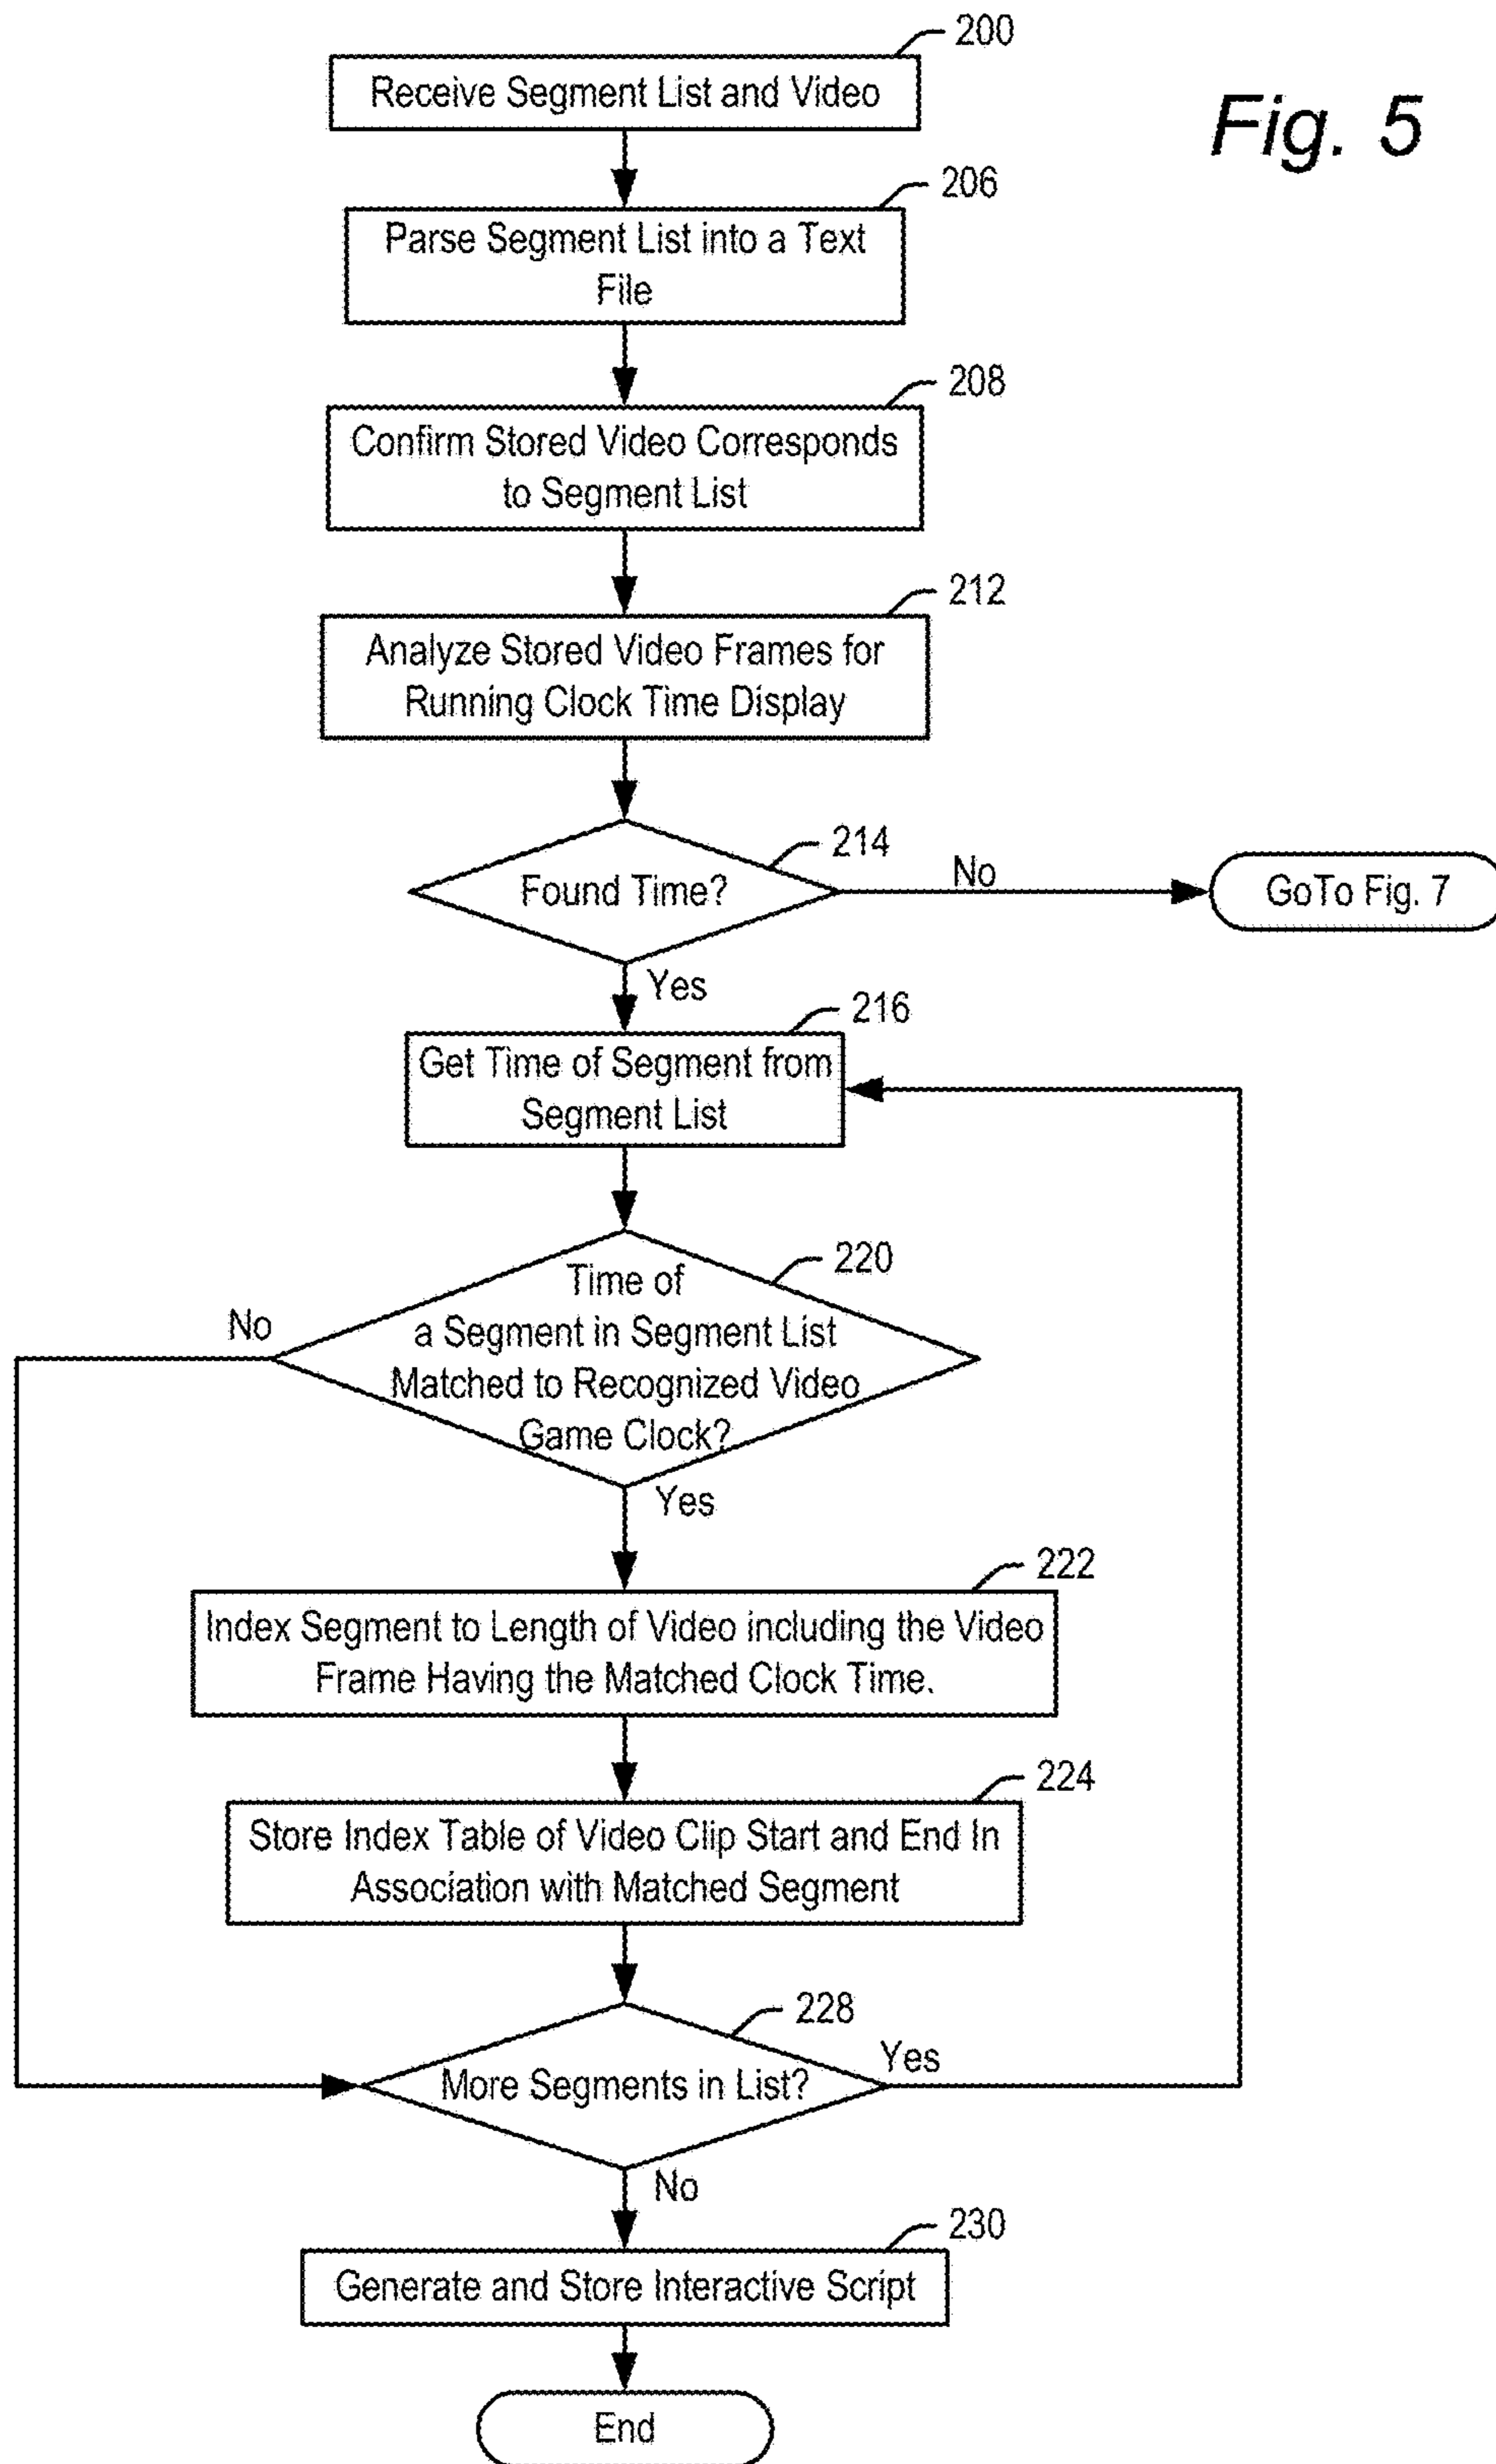 200
Receive Segment List and Video
Fig. 5
206
Parse Segment List into a Text
File
208
Confirm Stored Video Corresponds
to Segment List
212
Analyze Stored Video Frames for
Running Clock Time Display
214
Found Time?
No
GoTo Fig. 7
Yes
216
Get Time of Segment from
Segment List
220
Time of
a Segment in Segment List
Matched to Recognized Video
Game Clock?
No
Yes
222
Index Segment to Length of Video including the Video
Frame Having the Matched Clock Time.
224
Store Index Table of Video Clip Start and End In
Association with Matched Segment
228
More Segments in List?
Yes
No
230
Generate and Store Interactive Script
End